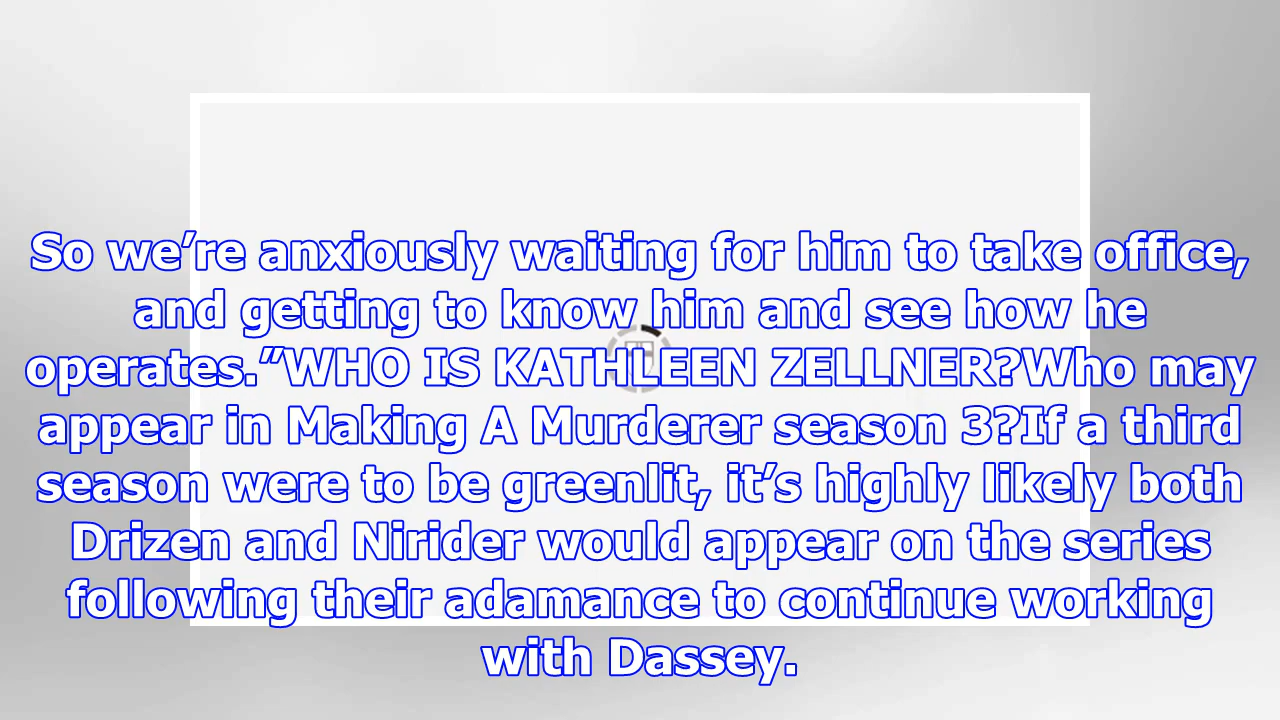 So we’re anxiously waiting for him to take office,
and getting to know him and see how he
operates.”WHO IS KATHLEEN ZELLNER?Who may
appear in Making A Murderer season 3?If a third
season were to be greenlit, it’s highly likely both
Drizen and Nirider would appear on the series
following their adamance to continue working
with Dassey.